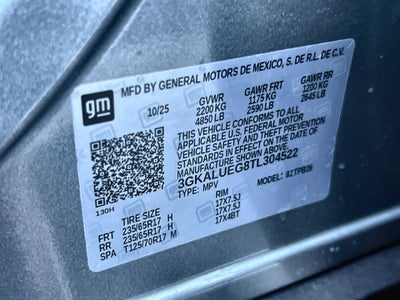 gm
MFD BY GENERAL MOTORS DE MEXICO, S. DE R.L. DE C.V.
10/25 GVWR GAWR FRT GAWR RR
2200 KG 1175 KG 1200 KG
4850 LB 2590 LB 2645 LB
THIS VEHICLE CONFORMS TO ALL
APPLICABLE U.S. FEDERAL MOTOR
VEHICLE SAFETY, BUMPER, AND THEFT
PREVENTION STANDARDS IN EFFECT ON
THE DATE OF MANUFACTURE SHOWN ABOVE.
3GKALUEG8TL304522
TYPE: MPV MODEL: 82TPB26
130H
TIRE SIZE RIM
FRT 235/65R17 H 17X7.5J
RR 235/65R17 H 17X7.5J
SPA T125/70R17 M 17X4BT